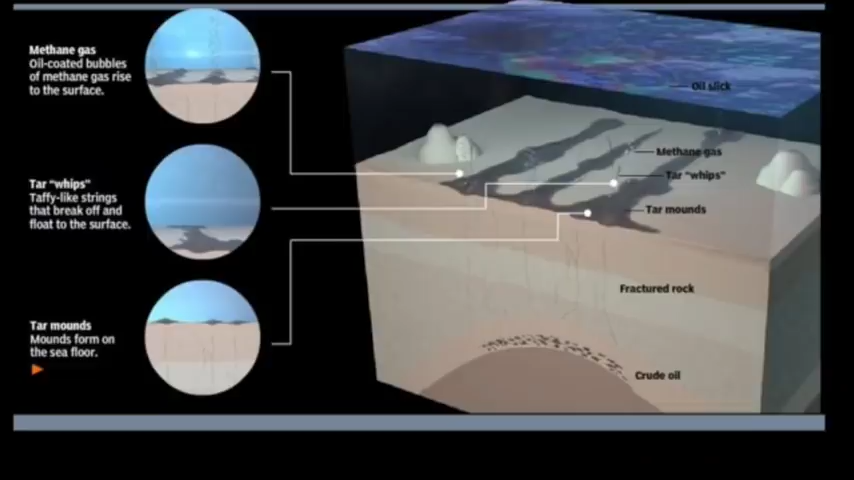 Methane gas
Oil-coated bubbles
of methane gas rise
to the surface.
Tar "whips"
Taffy-like strings
that break off and
float to the surface.
Tar mounds
Mounds form on
the sea floor.
Oil slick
Methane gas
Tar "whips"
Tar mounds
Fractured rock
Crude oil